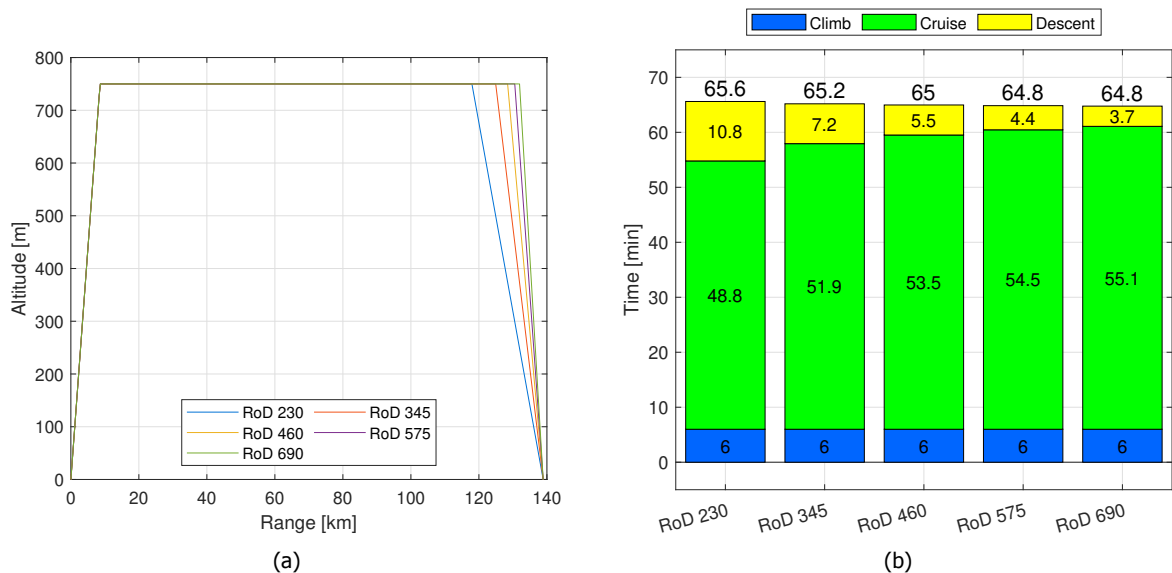 800
700
600
500
400
300
200
100
0
Altitude [m]
RoD 230 RoD 345
RoD 460 RoD 575
RoD 690
0 20 40 60 80 100 120 140
Range [km]
(a)
Climb Cruise Descent
70
60
50
40
30
20
10
0
Time [min]
65.6 65.2 65 64.8 64.8
10.8 7.2 5.5 4.4 3.7
48.8 51.9 53.5 54.5 55.1
6 6 6 6 6
RoD 230 RoD 345 RoD 460 RoD 575 RoD 690
(b)